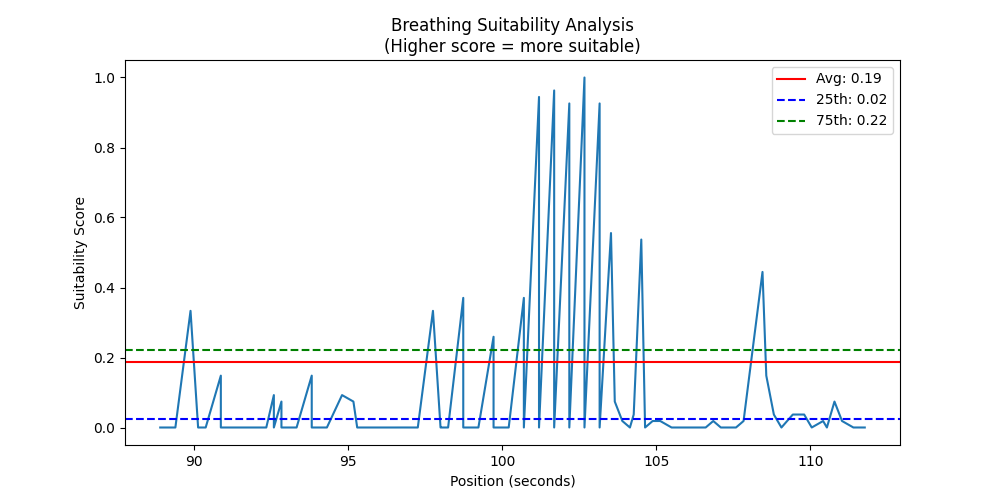 Breathing Suitability Analysis
(Higher score = more suitable)
Avg: 0.19
25th: 0.02
75th: 0.22
Suitability Score
1.0
0.8
0.6
0.4
0.2
0.0
90
95
100
105
110
Position (seconds)